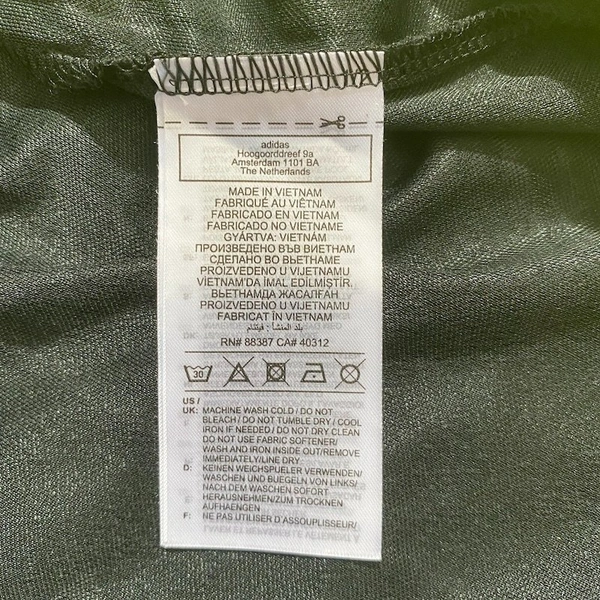 adidas
Hoogoorddreef 9a
Amsterdam 1101 BA
The Netherlands
MADE IN VIETNAM
FABRIQUÉ AU VIÊTNAM
FABRICADO EN VIETNAM
FABRICADO NO VIETNAME
GYÁRTVA: VIETNÁM
ПРОИЗВЕДЕНО ВЪВ ВИЕТНАМ
СДЕЛАНО ВО ВЬЕТНАМЕ
PROIZVEDENO U VIJETNAMU
VİETNAM'DA İMAL EDİLMİŞTİR.
ВЬЕТНАМДА ЖАСАЛҒАН
PROIZVEDENO U VIJETNAMU
FABRICAT ÎN VIETNAM
بلد المنشأ : فيتنام
RN# 88387 CA# 40312
30
US /
UK: MACHINE WASH COLD / DO NOT
BLEACH / DO NOT TUMBLE DRY / COOL
IRON IF NEEDED / DO NOT DRY CLEAN
DO NOT USE FABRIC SOFTENER/
WASH AND IRON INSIDE OUT/REMOVE
IMMEDIATELY/LINE DRY
D: KEINEN WEICHSPUELER VERWENDEN/
WASCHEN UND BUEGELN VON LINKS/
NACH DEM WASCHEN SOFORT
HERAUSNEHMEN/ZUM TROCKNEN
AUFHAENGEN
F: NE PAS UTILISER D'ASSOUPLISSEUR/